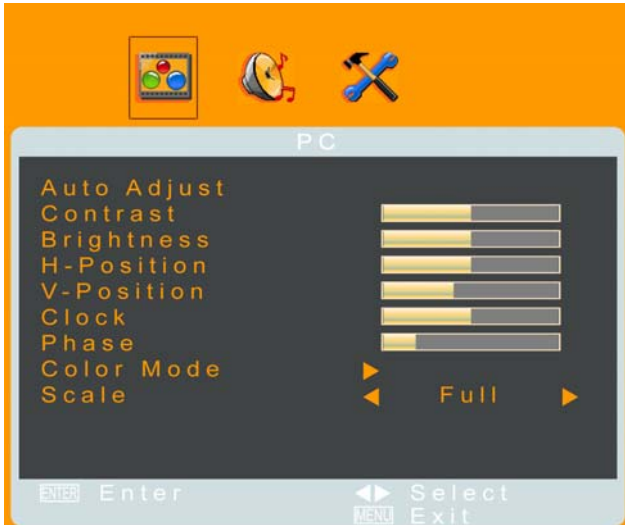 PC
Auto Adjust
Contrast
Brightness
H-Position
V-Position
Clock
Phase
Color Mode
Scale Full
ENTER Enter Select
MENU Exit